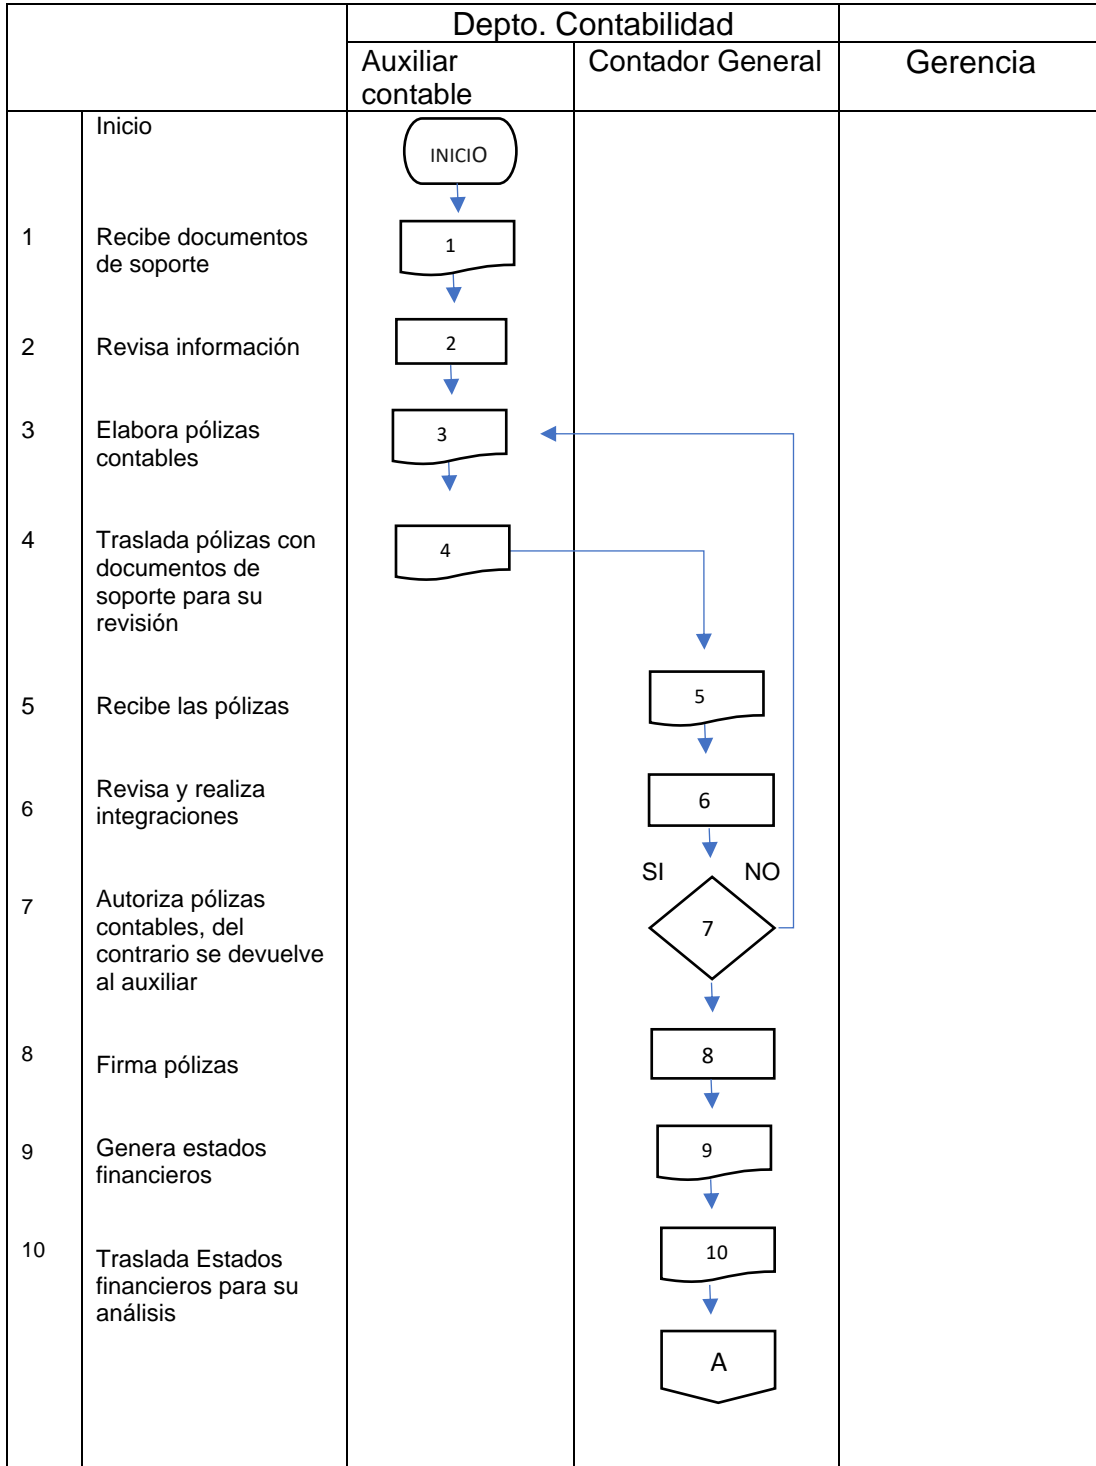 Depto. Contabilidad
Auxiliar
contable
Contador General
Gerencia
Inicio
INICIO
1
Recibe documentos
de soporte
1
2
Revisa información
2
3
Elabora pólizas
contables
3
4
Traslada pólizas con
documentos de
soporte para su
revisión
4
5
Recibe las pólizas
5
6
Revisa y realiza
integraciones
6
SI
NO
7
Autoriza pólizas
contables, del
contrario se devuelve
al auxiliar
7
8
Firma pólizas
8
9
Genera estados
financieros
9
10
Traslada Estados
financieros para su
análisis
10
A